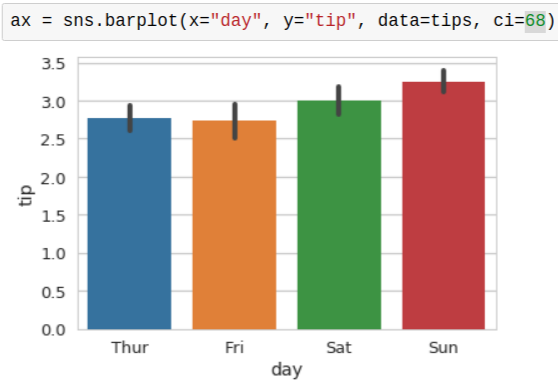 ax = sns.barplot(x="day", y="tip", data=tips, ci=68)
3.5
3.0
2.5
2.0
1.5
1.0
0.5
0.0
tip
Thur Fri Sat Sun
day